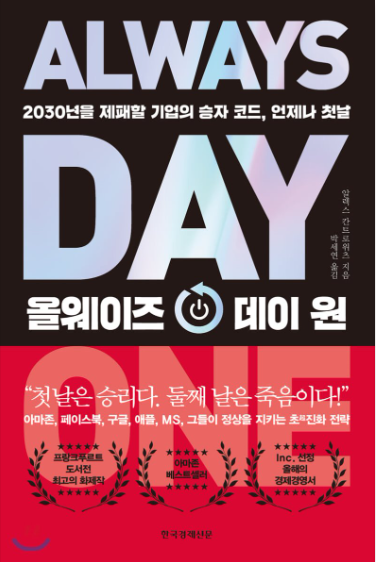 ALWAYS
2030년을 제패할 기업의 승자 코드, 언제나 첫날
DAY
알렉스 칸트로위츠 지음
박세연 옮김
올웨이즈 데이 원
ONE
“첫날은 승리다. 둘째 날은 죽음이다!”
아마존, 페이스북, 구글, 애플, MS, 그들이 정상을 지키는 초超진화 전략
프랑크푸르트
도서전
최고의 화제작
아마존
베스트셀러
Inc. 선정
올해의
경제경영서
한국경제신문